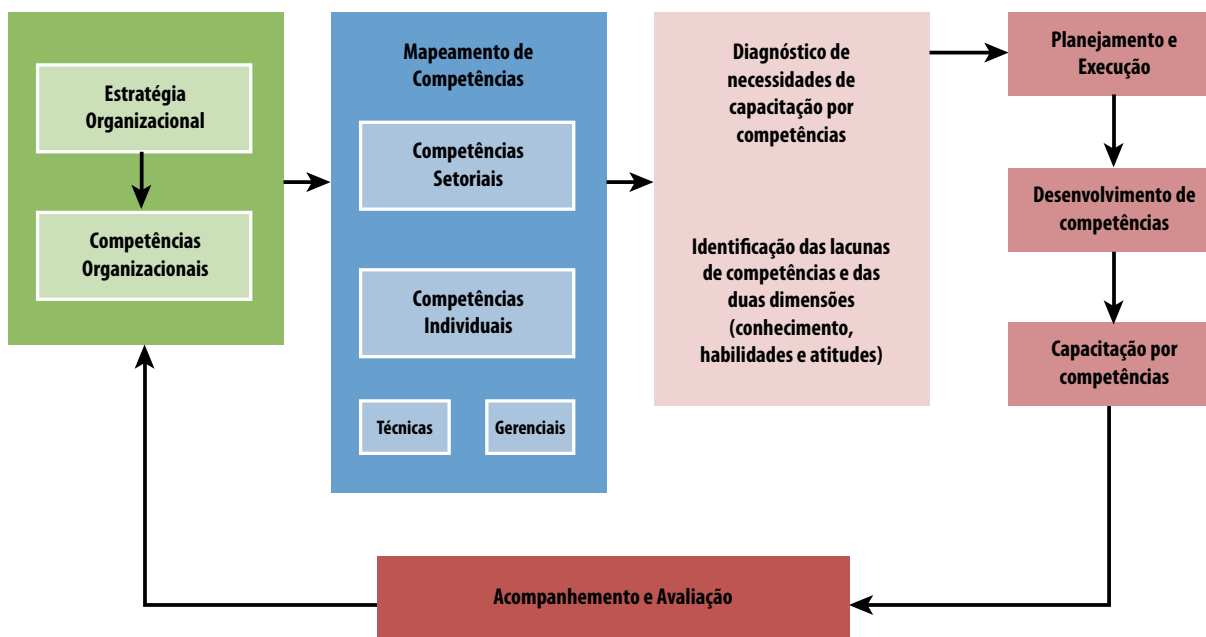 Estratégia
Organizacional
Competências
Organizacionais
Mapeamento de
Competências
Competências
Setoriais
Competências
Individuais
Técnicas
Gerenciais
Diagnóstico de
necessidades de
capacitação por
competências
Identificação das lacunas
de competências e das
duas dimensões
(conhecimento,
habilidades e atitudes)
Planejamento e
Execução
Desenvolvimento de
competências
Capacitação por
competências
Acompanhemento e Avaliação